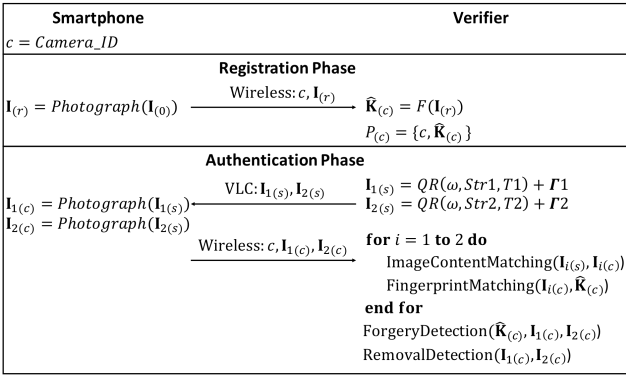 Smartphone Verifier
c = Camera_ID
Registration Phase
I(r) = Photograph(I(0)) Wireless: c, I(r) K̂(c) = F(I(r))
P(c) = {c, K̂(c)}
Authentication Phase
VLC: I1(s), I2(s) I1(s) = QR(ω, Str1, T1) + Γ1
I1(c) = Photograph(I1(s)) I2(s) = QR(ω, Str2, T2) + Γ2
I2(c) = Photograph(I2(s))
Wireless: c, I1(c), I2(c) for i = 1 to 2 do
ImageContentMatching(Ii(s), Ii(c))
FingerprintMatching(Ii(c), K̂(c))
end for
ForgeryDetection(K̂(c), I1(c), I2(c))
RemovalDetection(I1(c), I2(c))